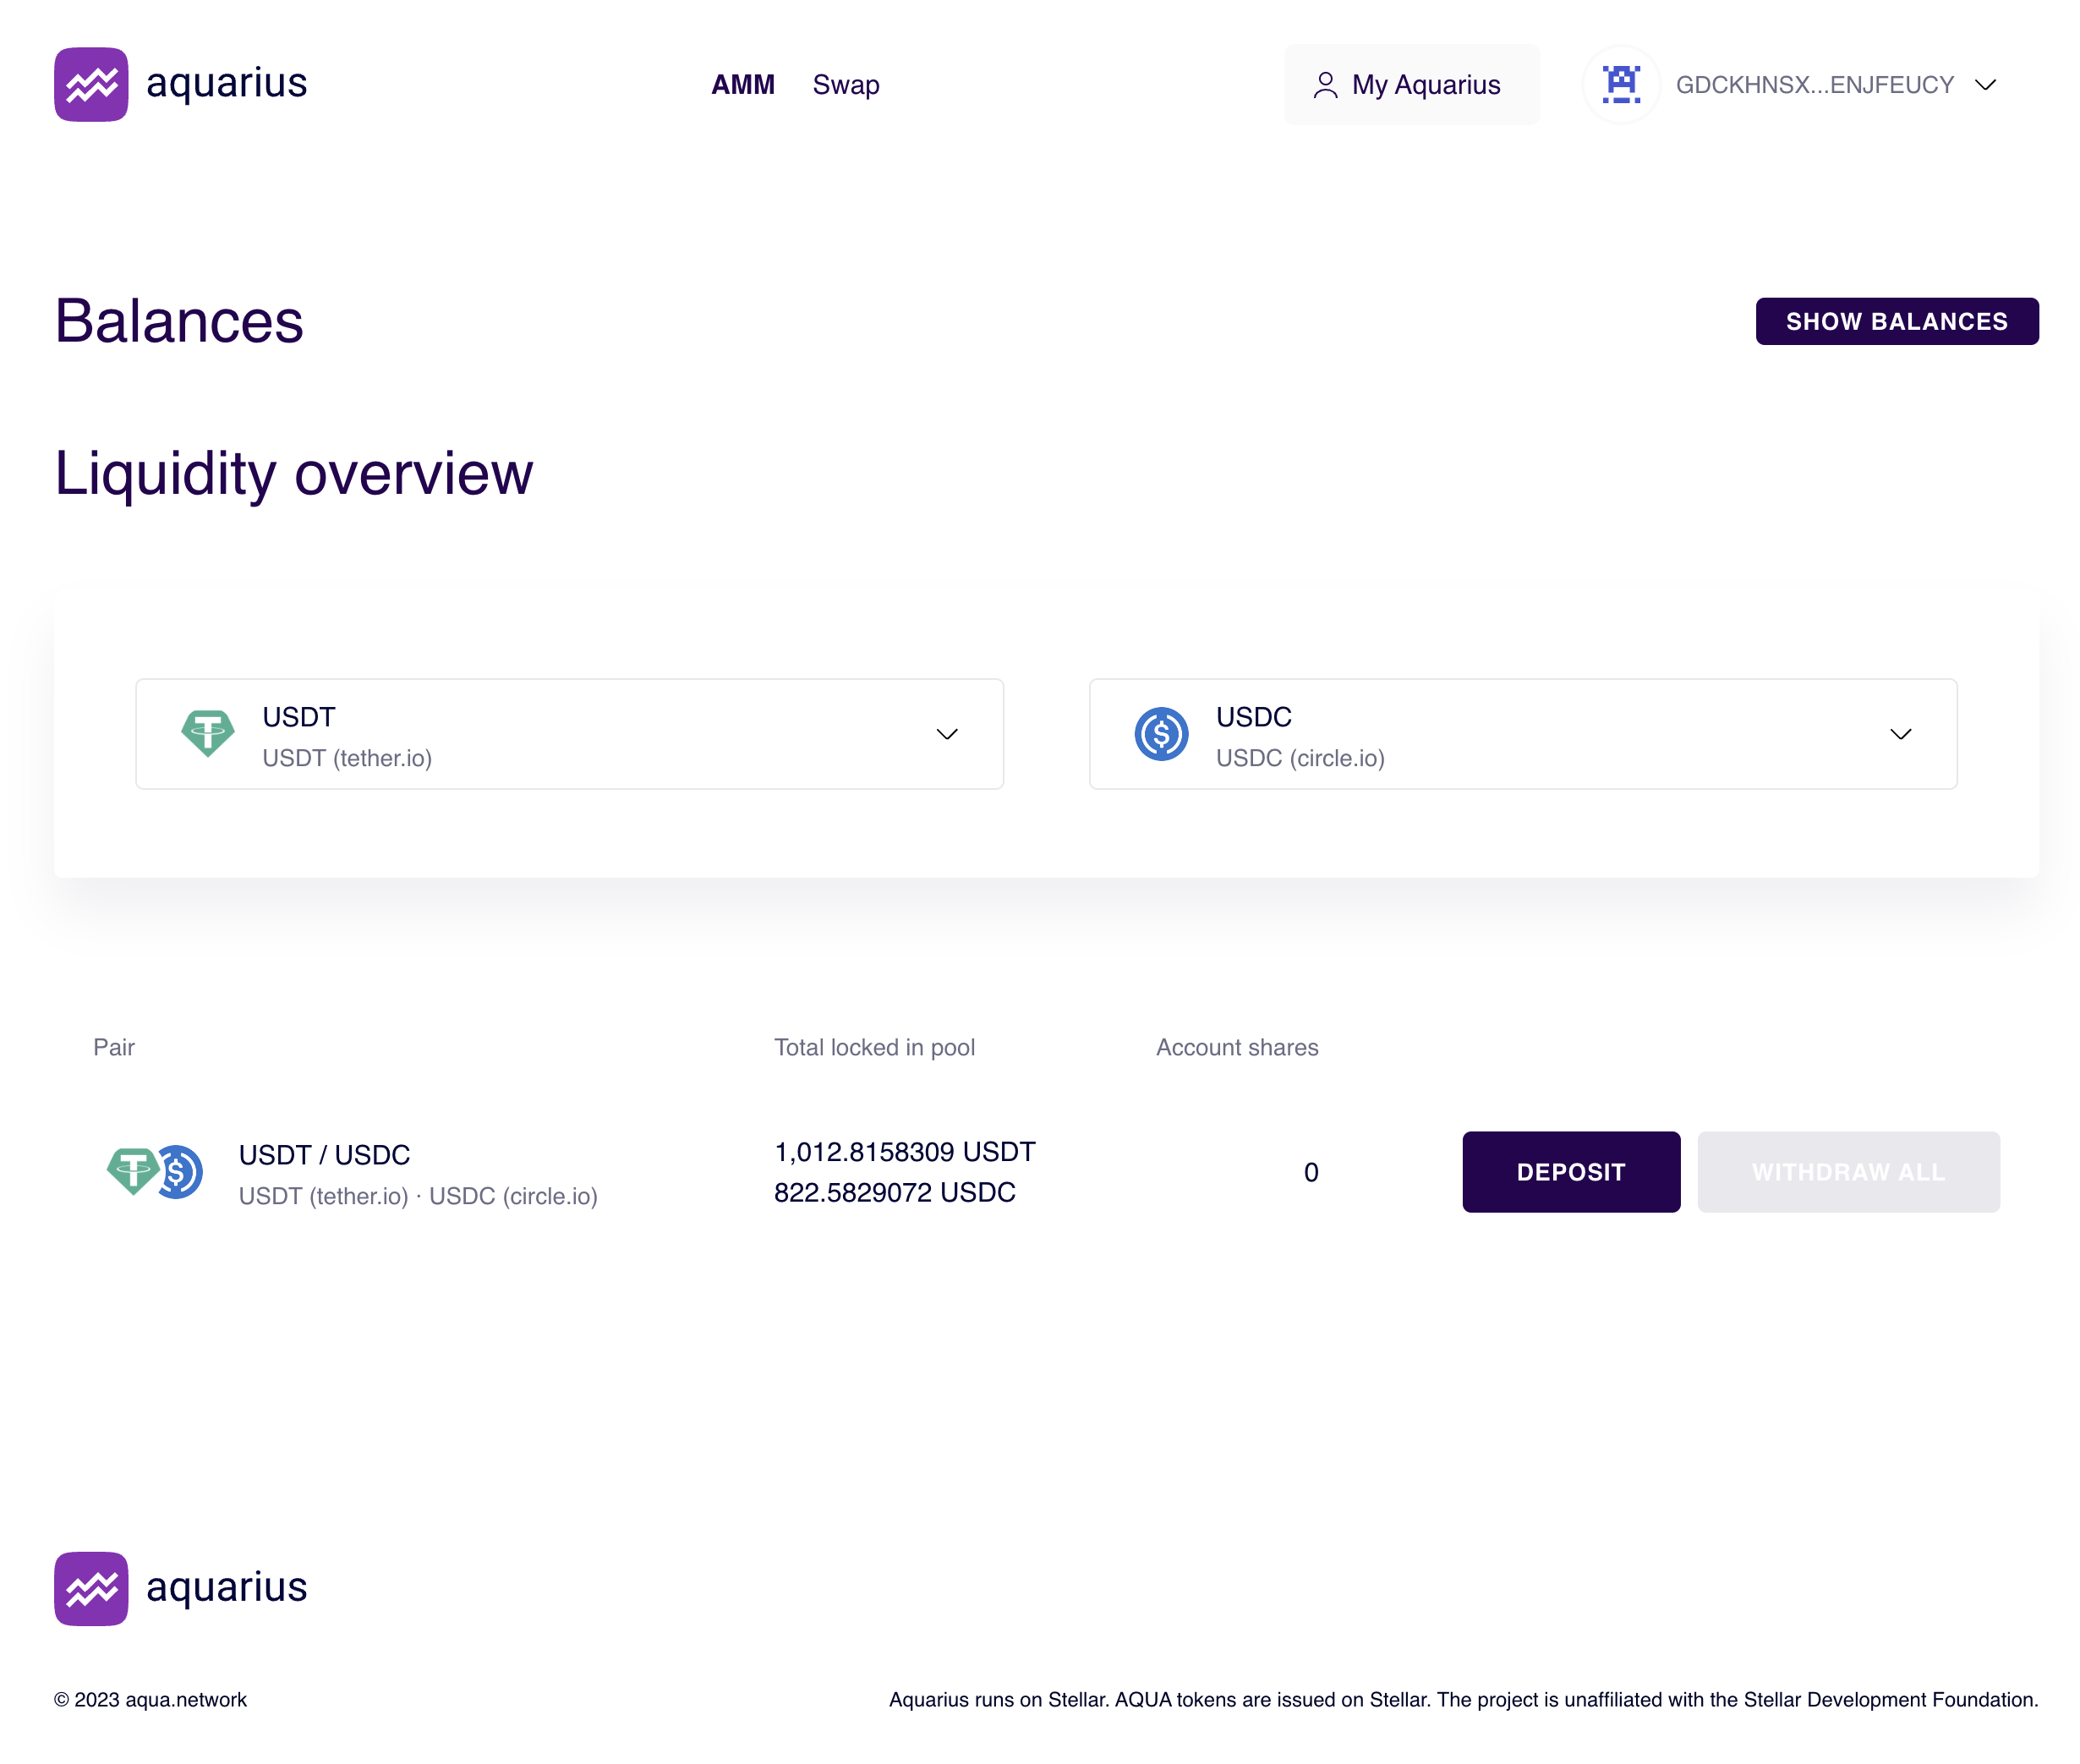 aquarius
AMM Swap
My Aquarius
GDCKHNSX...ENJFEUCY
Balances
SHOW BALANCES
Liquidity overview
USDT
USDT (tether.io)
USDC
USDC (circle.io)
Pair
Total locked in pool
Account shares
USDT / USDC
USDT (tether.io) · USDC (circle.io)
1,012.8158309 USDT
822.5829072 USDC
0
DEPOSIT
WITHDRAW ALL
aquarius
© 2023 aqua.network
Aquarius runs on Stellar. AQUA tokens are issued on Stellar. The project is unaffiliated with the Stellar Development Foundation.